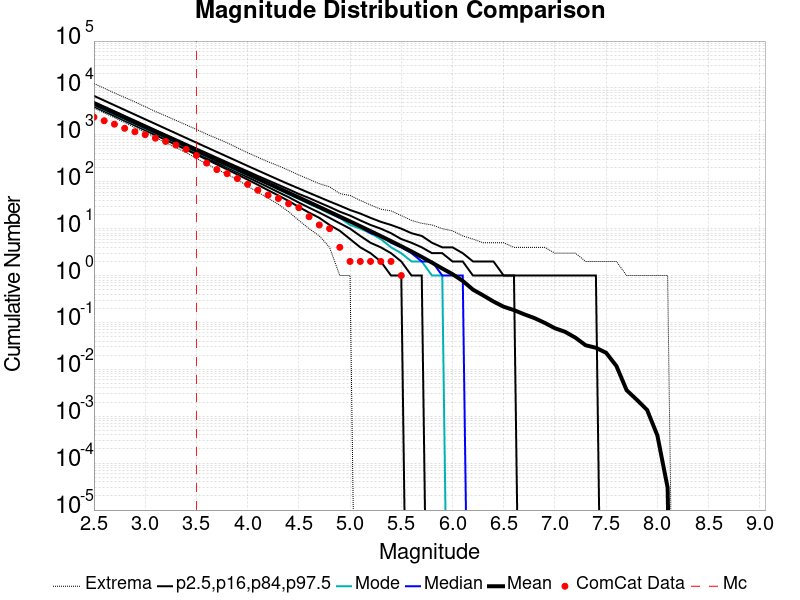 Magnitude Distribution Comparison
10^5
10^4
10^3
10^2
10^1
10^0
10^-1
10^-2
10^-3
10^-4
10^-5
Cumulative Number
2.5 3.0 3.5 4.0 4.5 5.0 5.5 6.0 6.5 7.0 7.5 8.0 8.5 9.0
Magnitude
Extrema p2.5,p16,p84,p97.5 Mode Median Mean ComCat Data Mc